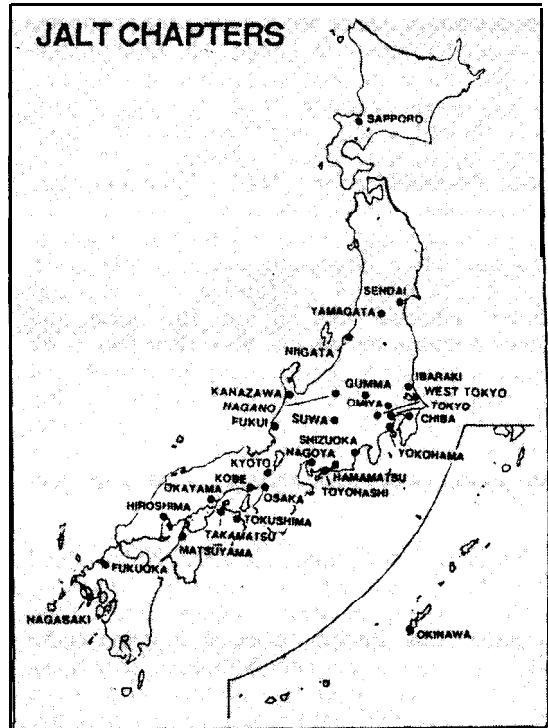 JALT CHAPTERS
SAPPORO
SENDAI
YAMAGATA
NIIGATA
KANAZAWA
GUMMA
IBARAKI
WEST TOKYO
NAGANO
OMIYA
TOKYO
FUKUI
SUWA
CHIBA
SHIZUOKA
YOKOHAMA
NAGOYA
KYOTO
HAMAMATSU
KOBE
TOYOHASHI
OKAYAMA
OSAKA
HIROSHIMA
TOKUSHIMA
TAKAMATSU
MATSUYAMA
FUKUOKA
NAGASAKI
OKINAWA